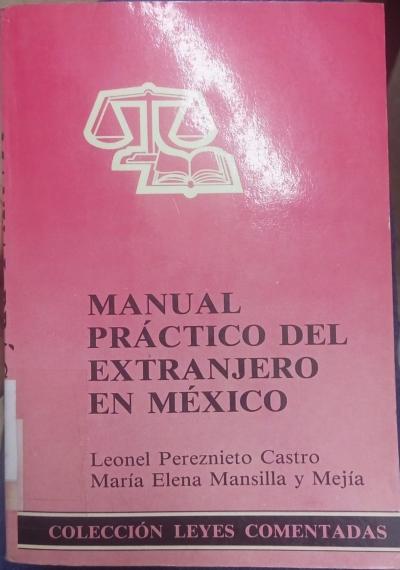 MANUAL
PRÁCTICO DEL
EXTRANJERO
EN MÉXICO
Leonel Pereznieto Castro
María Elena Mansilla y Mejía
COLECCIÓN LEYES COMENTADAS